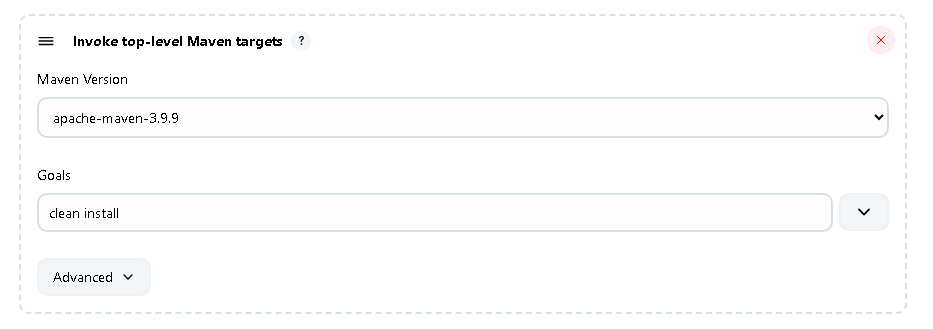 Invoke top-level Maven targets ?
Maven Version
apache-maven-3.9.9
Goals
clean install
Advanced